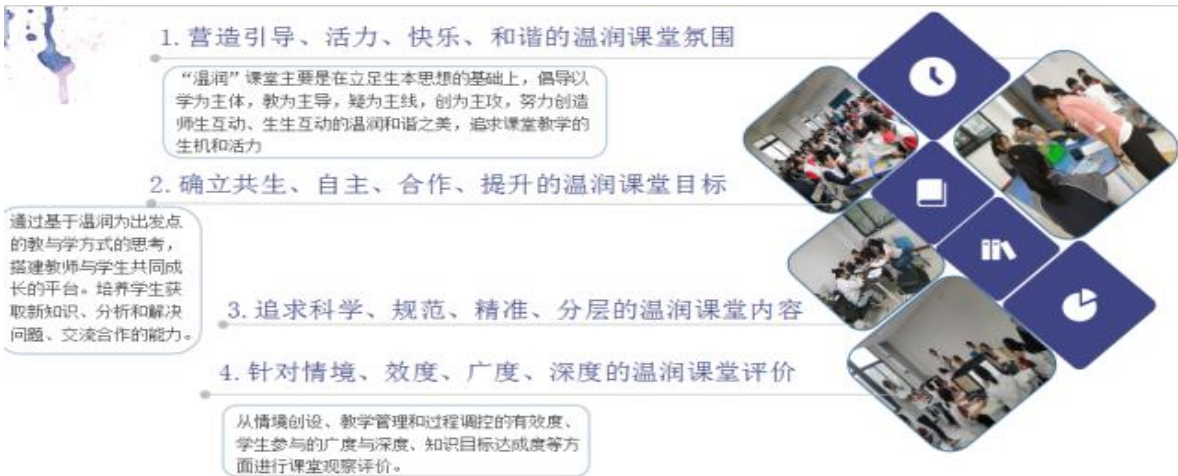 1.营造引导、活力、快乐、和谐的温润课堂氛围
“温润”课堂主要是在立足生本思想的基础上，倡导以
学为主体，教为主导，疑为主线，创为主攻，努力创造
师生互动、生生互动的温润和谐之美，追求课堂教学的
生机和活力
2.确立共生、自主、合作、提升的温润课堂目标
通过基于温润为出发点
的教与学方式的思考，
搭建教师与学生共同成
长的平台。培养学生获
取新知识、分析和解决
问题、交流合作的能力。
3.追求科学、规范、精准、分层的温润课堂内容
4.针对情境、效度、广度、深度的温润课堂评价
从情境创设、教学管理和过程调控的有效度、
学生参与的广度与深度、知识目标达成度等方
面进行课堂观察评价。